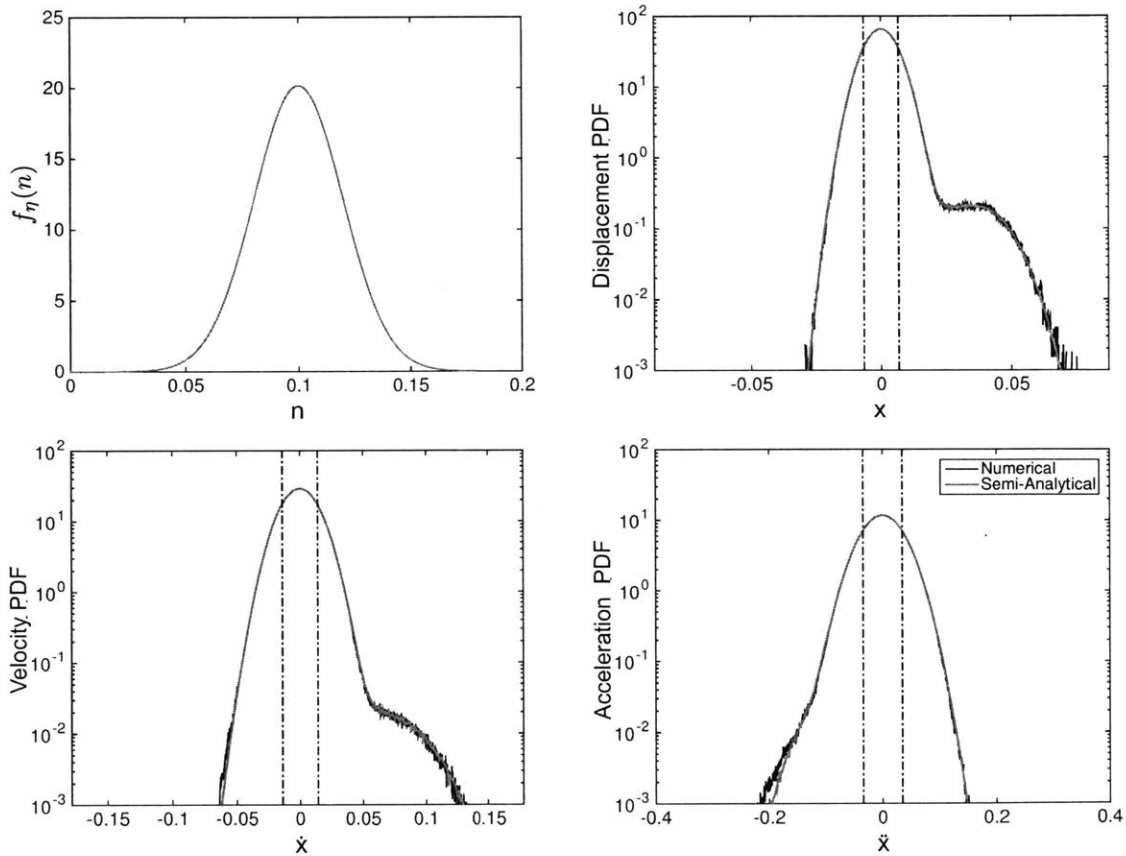 25
20
15
10
5
0
f_η(n)
0 0.05 0.1 0.15 0.2
n
10^2
10^1
10^0
10^-1
10^-2
10^-3
Displacement PDF
-0.05 0 0.05
x
10^2
10^1
10^0
10^-1
10^-2
10^-3
Velocity PDF
-0.15 -0.1 -0.05 0 0.05 0.1 0.15
ẋ
Numerical
Semi-Analytical
10^2
10^1
10^0
10^-1
10^-2
10^-3
Acceleration PDF
-0.4 -0.2 0 0.2 0.4
ẍ